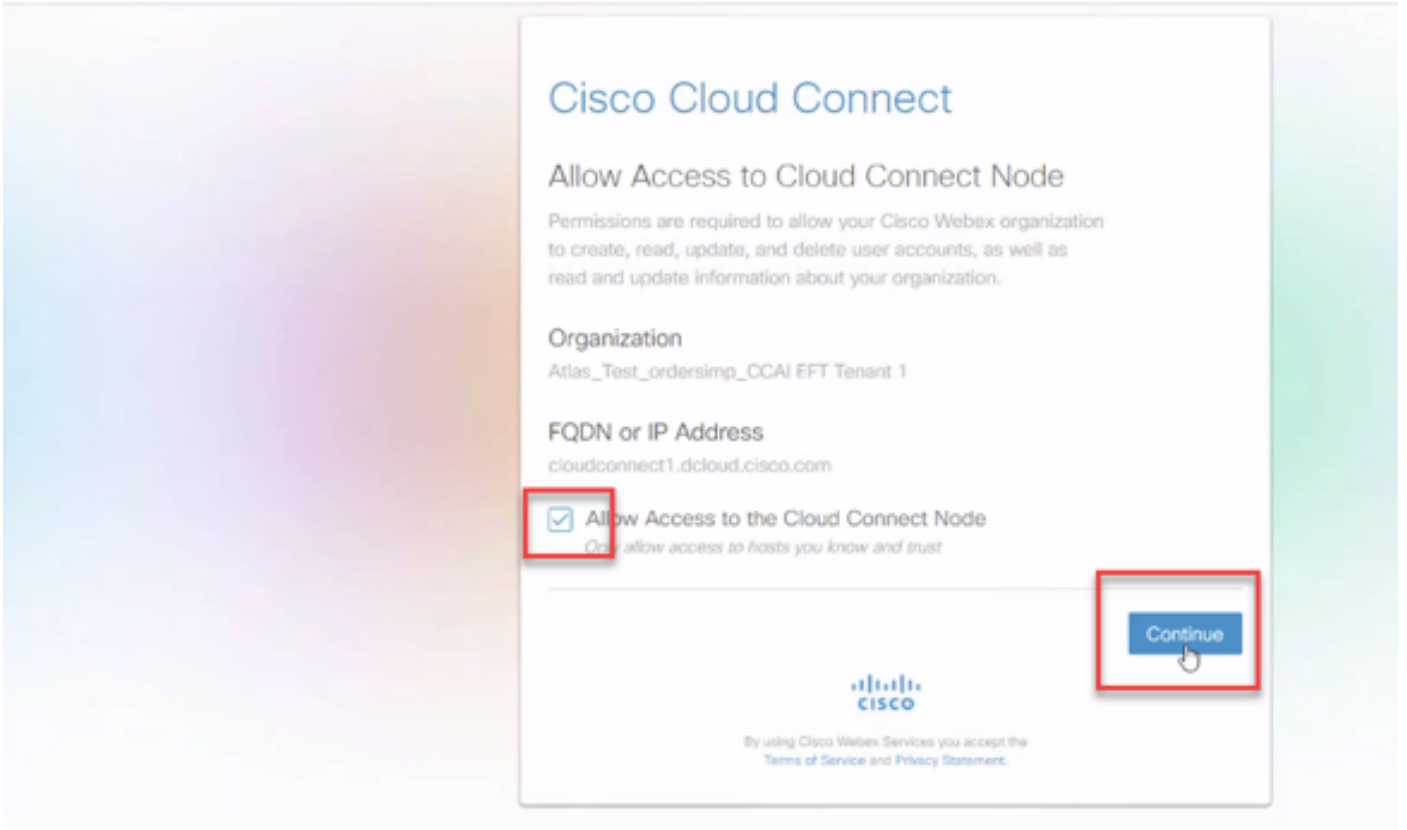 Cisco Cloud Connect
Allow Access to Cloud Connect Node
Permissions are required to allow your Cisco Webex organization
to create, read, update, and delete user accounts, as well as
read and update information about your organization.
Organization
Atlas_Test_ordersimp_CCAI EFT Tenant 1
FQDN or IP Address
cloudconnect1.dcloud.cisco.com
Allow Access to the Cloud Connect Node
Only allow access to hosts you know and trust
Continue
CISCO
By using Cisco Webex Services you accept the
Terms of Service and Privacy Statement.